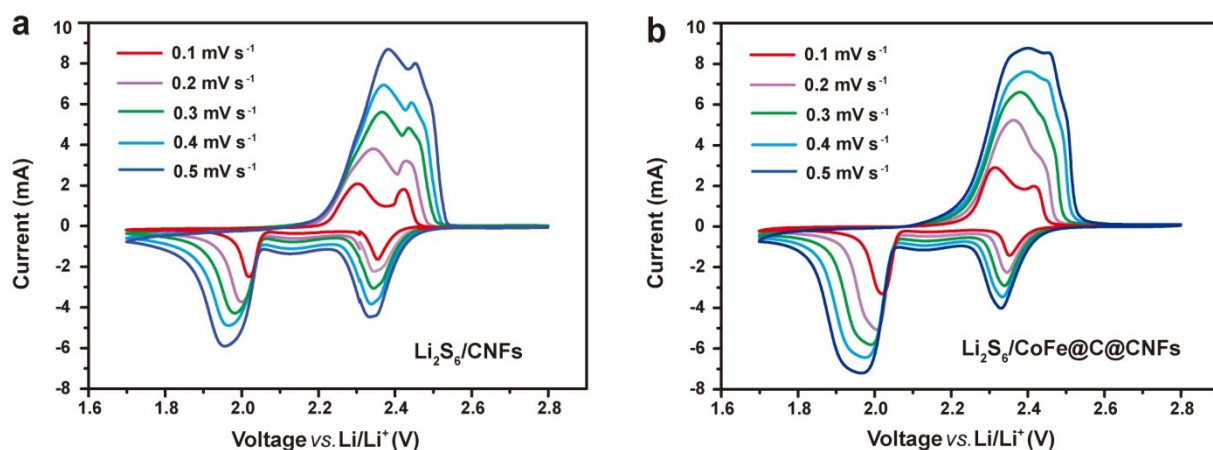 a
10
8
6
4
2
0
-2
-4
-6
-8
Current (mA)
0.1 mV s⁻¹
0.2 mV s⁻¹
0.3 mV s⁻¹
0.4 mV s⁻¹
0.5 mV s⁻¹
Li₂S₆/CNFs
1.6 1.8 2.0 2.2 2.4 2.6 2.8
Voltage vs. Li/Li⁺ (V)
b
10
8
6
4
2
0
-2
-4
-6
-8
Current (mA)
0.1 mV s⁻¹
0.2 mV s⁻¹
0.3 mV s⁻¹
0.4 mV s⁻¹
0.5 mV s⁻¹
Li₂S₆/CoFe@C@CNFs
1.6 1.8 2.0 2.2 2.4 2.6 2.8
Voltage vs. Li/Li⁺ (V)